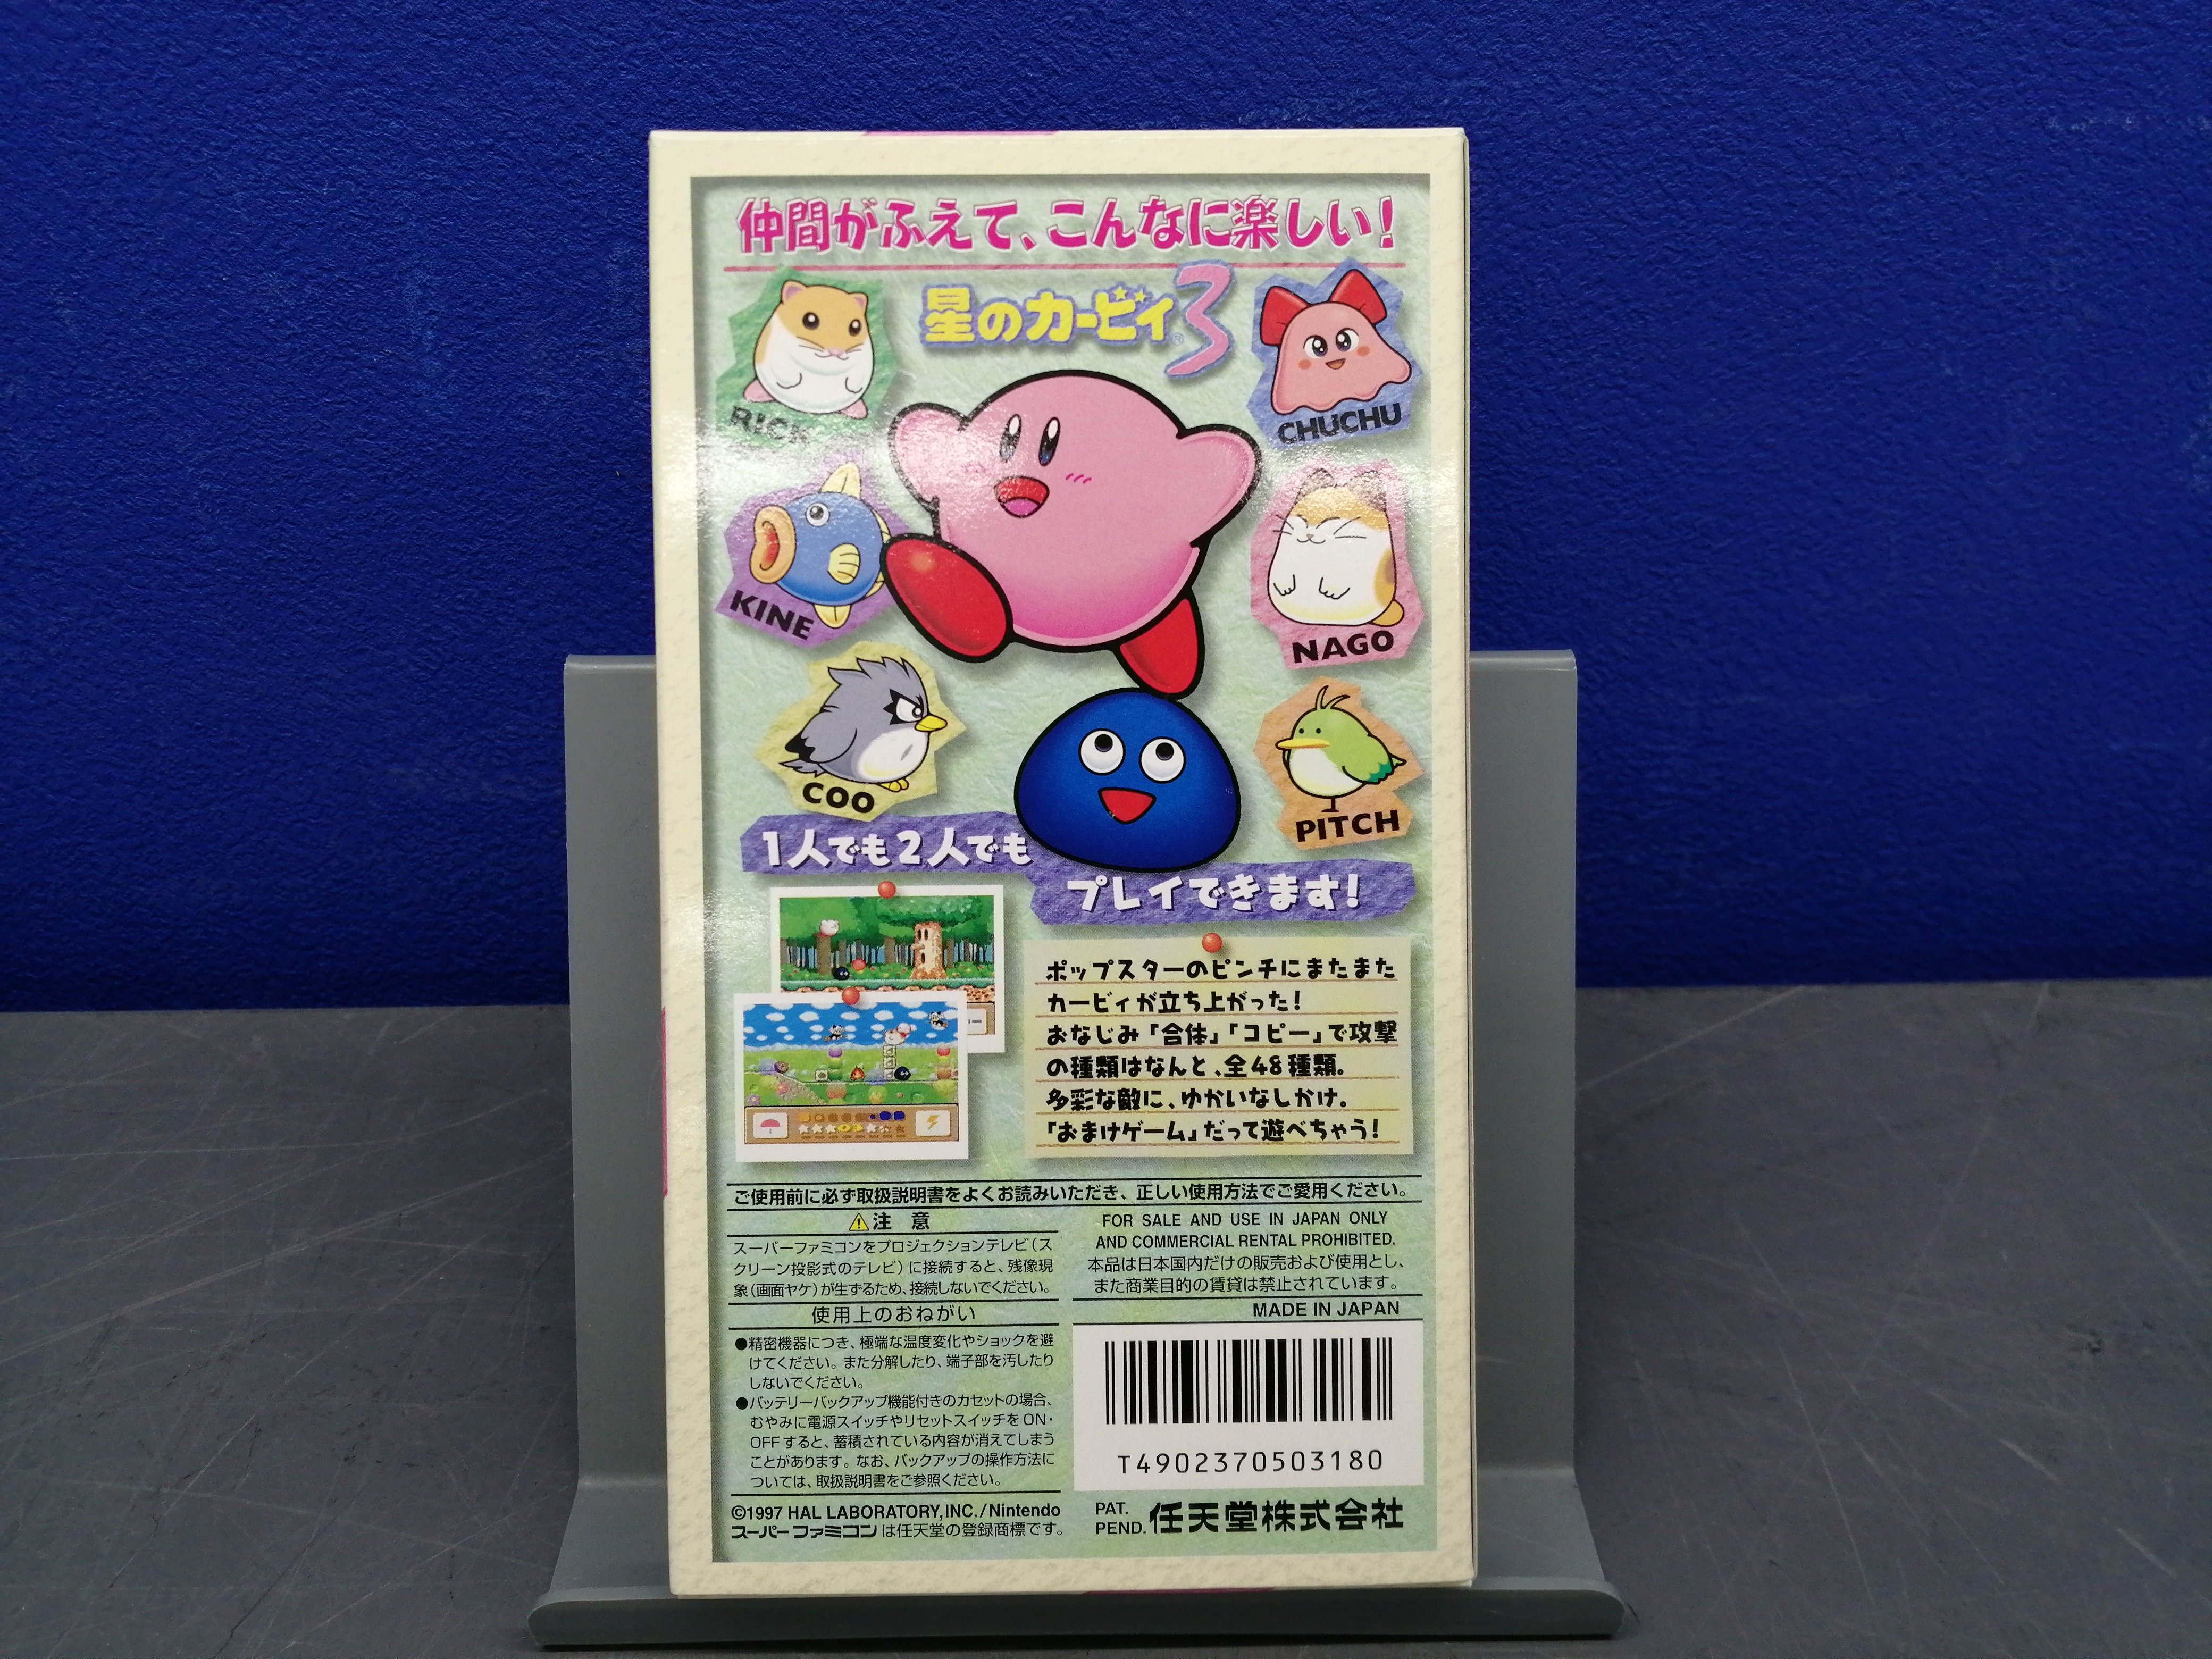 仲間がふえて、こんなに楽しい!
星のカービィ3
RICK
CHUCHU
KINE
NAGO
COO
PITCH
1人でも2人でも
プレイできます!
ポップスターのピンチにまたまた
カービィが立ち上がった!
おなじみ「合体」「コピー」で攻撃
の種類はなんと、全48種類。
多彩な敵に、ゆかいなしかけ。
「おまけゲーム」だって遊べちゃう!
ご使用前に必ず取扱説明書をよくお読みいただき、正しい使用方法でご愛用ください。
⚠注 意
スーパーファミコンをプロジェクションテレビ(ス
クリーン投影式のテレビ)に接続すると、残像現
象(画面ヤケ)が生ずるため、接続しないでください。
使用上のおねがい
●精密機器につき、極端な温度変化やショックを避
けてください。また分解したり、端子部を汚したり
しないでください。
●バッテリーバックアップ機能付きのカセットの場合、
むやみに電源スイッチやリセットスイッチをON・
OFFすると、蓄積されている内容が消えてしまう
ことがあります。なお、バックアップの操作方法に
ついては、取扱説明書をご参照ください。
FOR SALE AND USE IN JAPAN ONLY
AND COMMERCIAL RENTAL PROHIBITED.
本品は日本国内だけの販売および使用とし、
また商業目的の賃貸は禁止されています。
MADE IN JAPAN
T4902370503180
©1997 HAL LABORATORY,INC./Nintendo
スーパーファミコンは任天堂の登録商標です。
PAT.
PEND. 任天堂株式会社